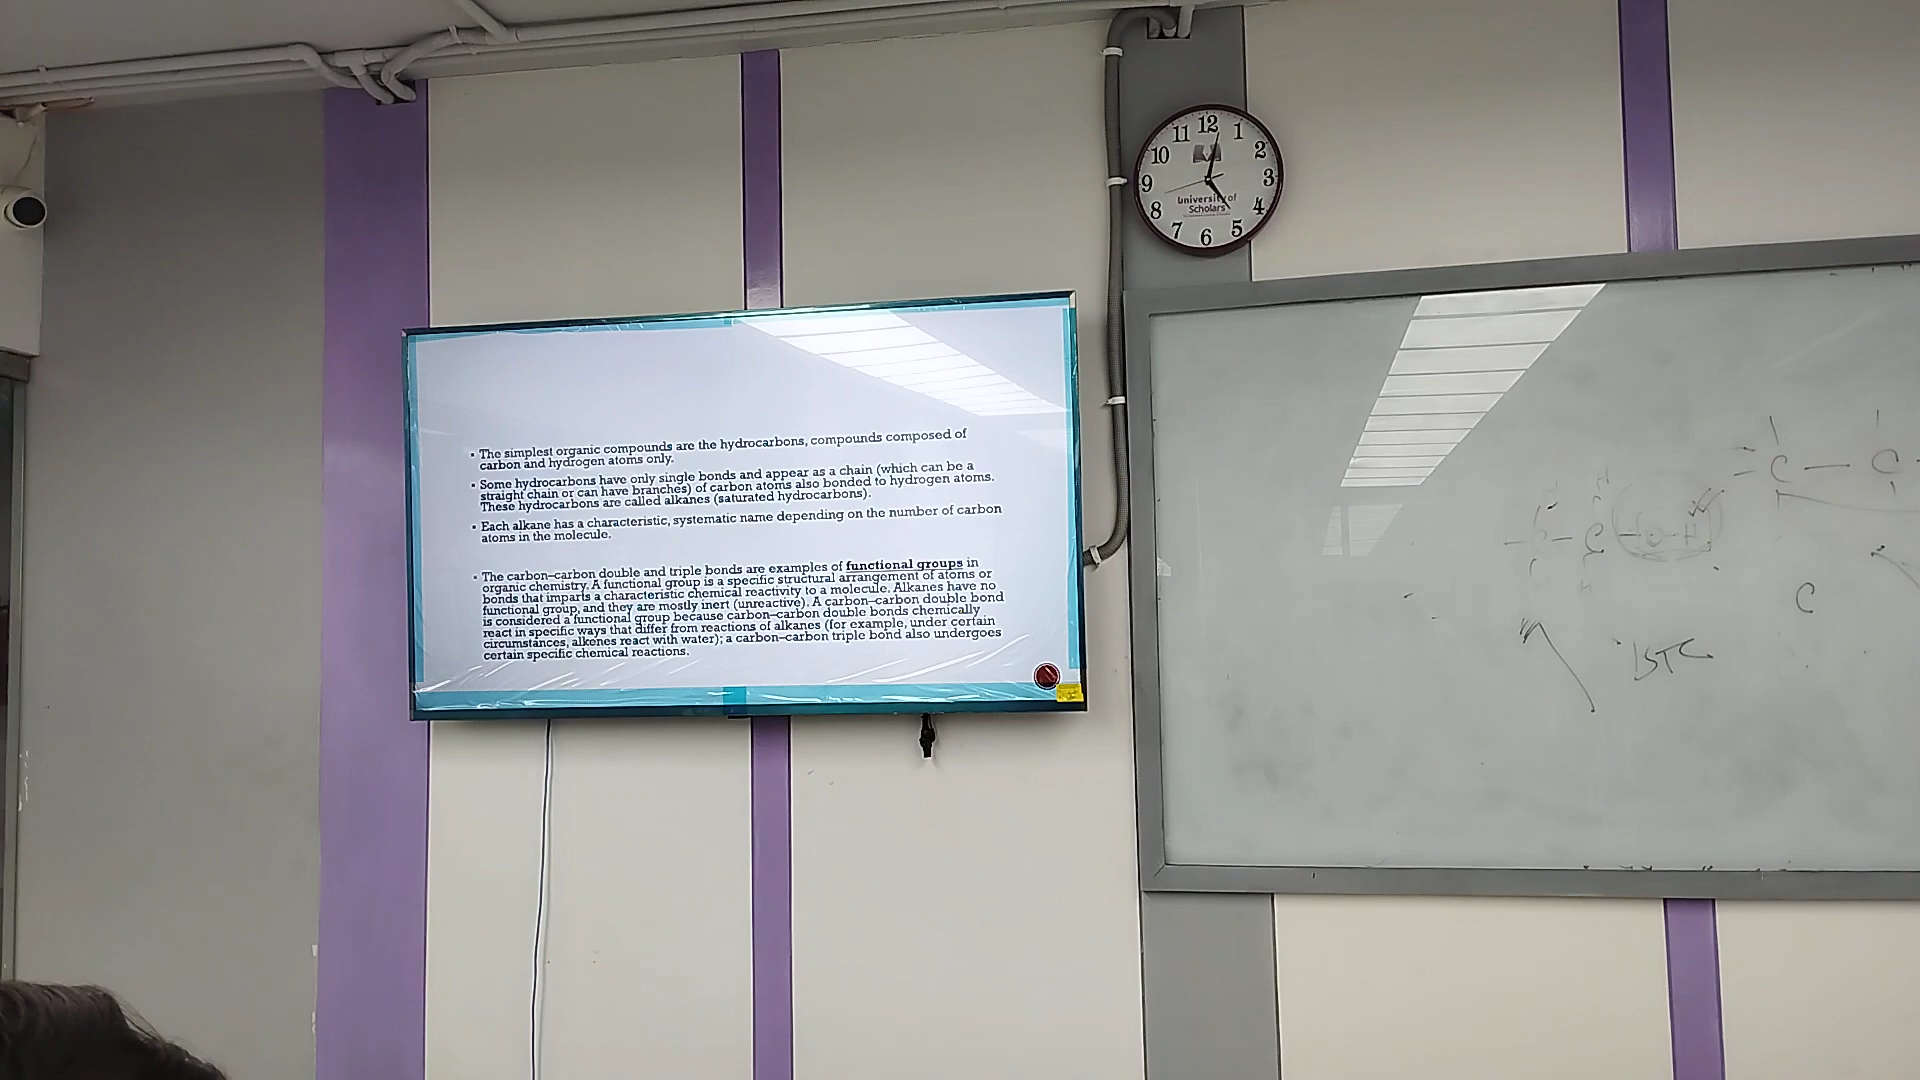 11 12 1
10 2
9 3
8 4
7 6 5
University of
Scholars
• The simplest organic compounds are the hydrocarbons, compounds composed of
carbon and hydrogen atoms only.
• Some hydrocarbons have only single bonds and appear as a chain (which can be a
straight chain or can have branches) of carbon atoms also bonded to hydrogen atoms.
These hydrocarbons are called alkanes (saturated hydrocarbons).
• Each alkane has a characteristic, systematic name depending on the number of carbon
atoms in the molecule.
• The carbon–carbon double and triple bonds are examples of functional groups in
organic chemistry. A functional group is a specific structural arrangement of atoms or
bonds that imparts a characteristic chemical reactivity to a molecule. Alkanes have no
functional group, and they are mostly inert (unreactive). A carbon–carbon double bond
is considered a functional group because carbon–carbon double bonds chemically
react in specific ways that differ from reactions of alkanes (for example, under certain
circumstances, alkenes react with water); a carbon–carbon triple bond also undergoes
certain specific chemical reactions.
C — C
C — O — H
C